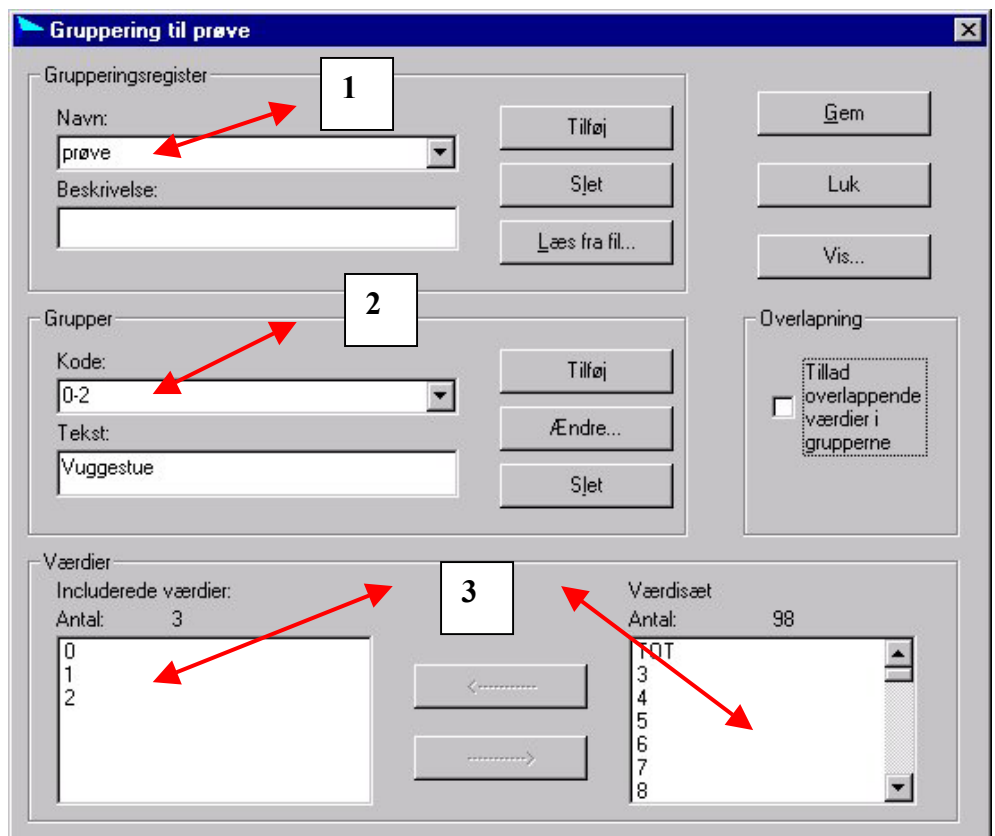 Gruppering til prøve
Grupperingsregister
1
Navn:
prøve
Beskrivelse:
Tilføj
Slet
Læs fra fil...
Gem
Luk
Vis...
Grupper
2
Kode:
0-2
Tekst:
Vuggestue
Tilføj
Ændre...
Slet
Overlapning
Tillad
overlappende
værdier i
grupperne
Værdier
3
Includerede værdier:
Antal: 3
0
1
2
<-----------
----------->
Værdisæt
Antal: 98
TOT
3
4
5
6
7
8